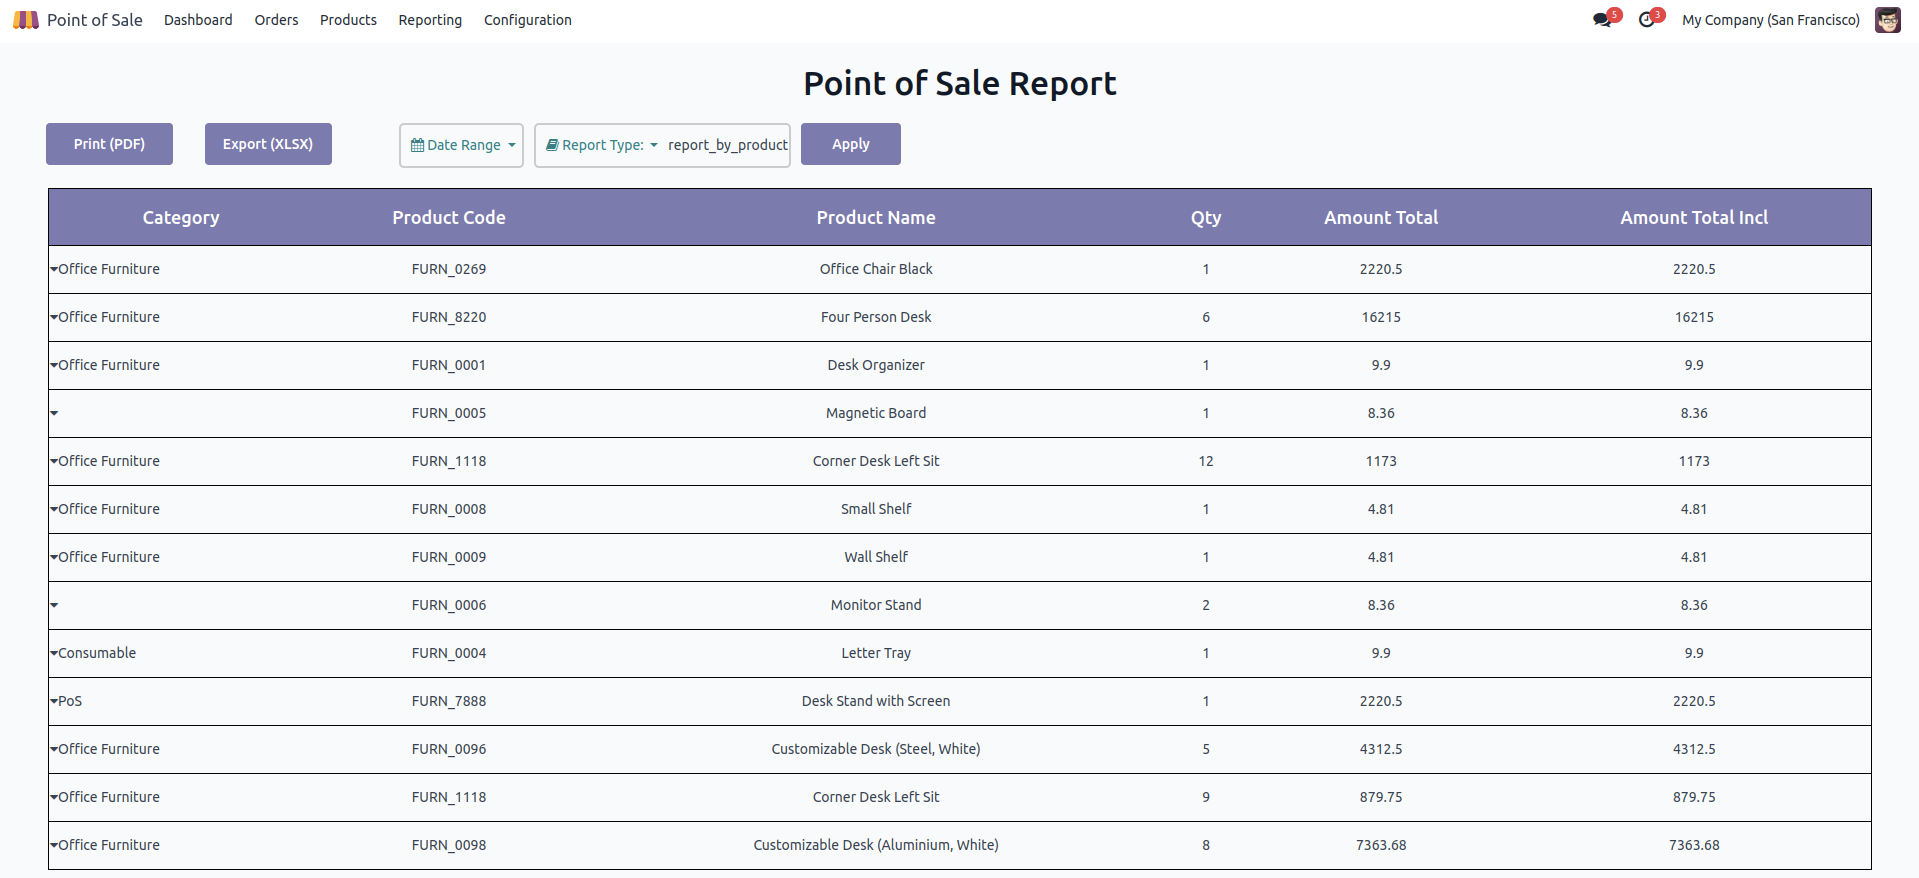 Point of Sale Dashboard Orders Products Reporting Configuration 5 3 My Company (San Francisco)
Point of Sale Report
Print (PDF) Export (XLSX) Date Range Report Type: report_by_product Apply
Category Product Code Product Name Qty Amount Total Amount Total Incl
Office Furniture FURN_0269 Office Chair Black 1 2220.5 2220.5
Office Furniture FURN_8220 Four Person Desk 6 16215 16215
Office Furniture FURN_0001 Desk Organizer 1 9.9 9.9
FURN_0005 Magnetic Board 1 8.36 8.36
Office Furniture FURN_1118 Corner Desk Left Sit 12 1173 1173
Office Furniture FURN_0008 Small Shelf 1 4.81 4.81
Office Furniture FURN_0009 Wall Shelf 1 4.81 4.81
FURN_0006 Monitor Stand 2 8.36 8.36
Consumable FURN_0004 Letter Tray 1 9.9 9.9
PoS FURN_7888 Desk Stand with Screen 1 2220.5 2220.5
Office Furniture FURN_0096 Customizable Desk (Steel, White) 5 4312.5 4312.5
Office Furniture FURN_1118 Corner Desk Left Sit 9 879.75 879.75
Office Furniture FURN_0098 Customizable Desk (Aluminium, White) 8 7363.68 7363.68